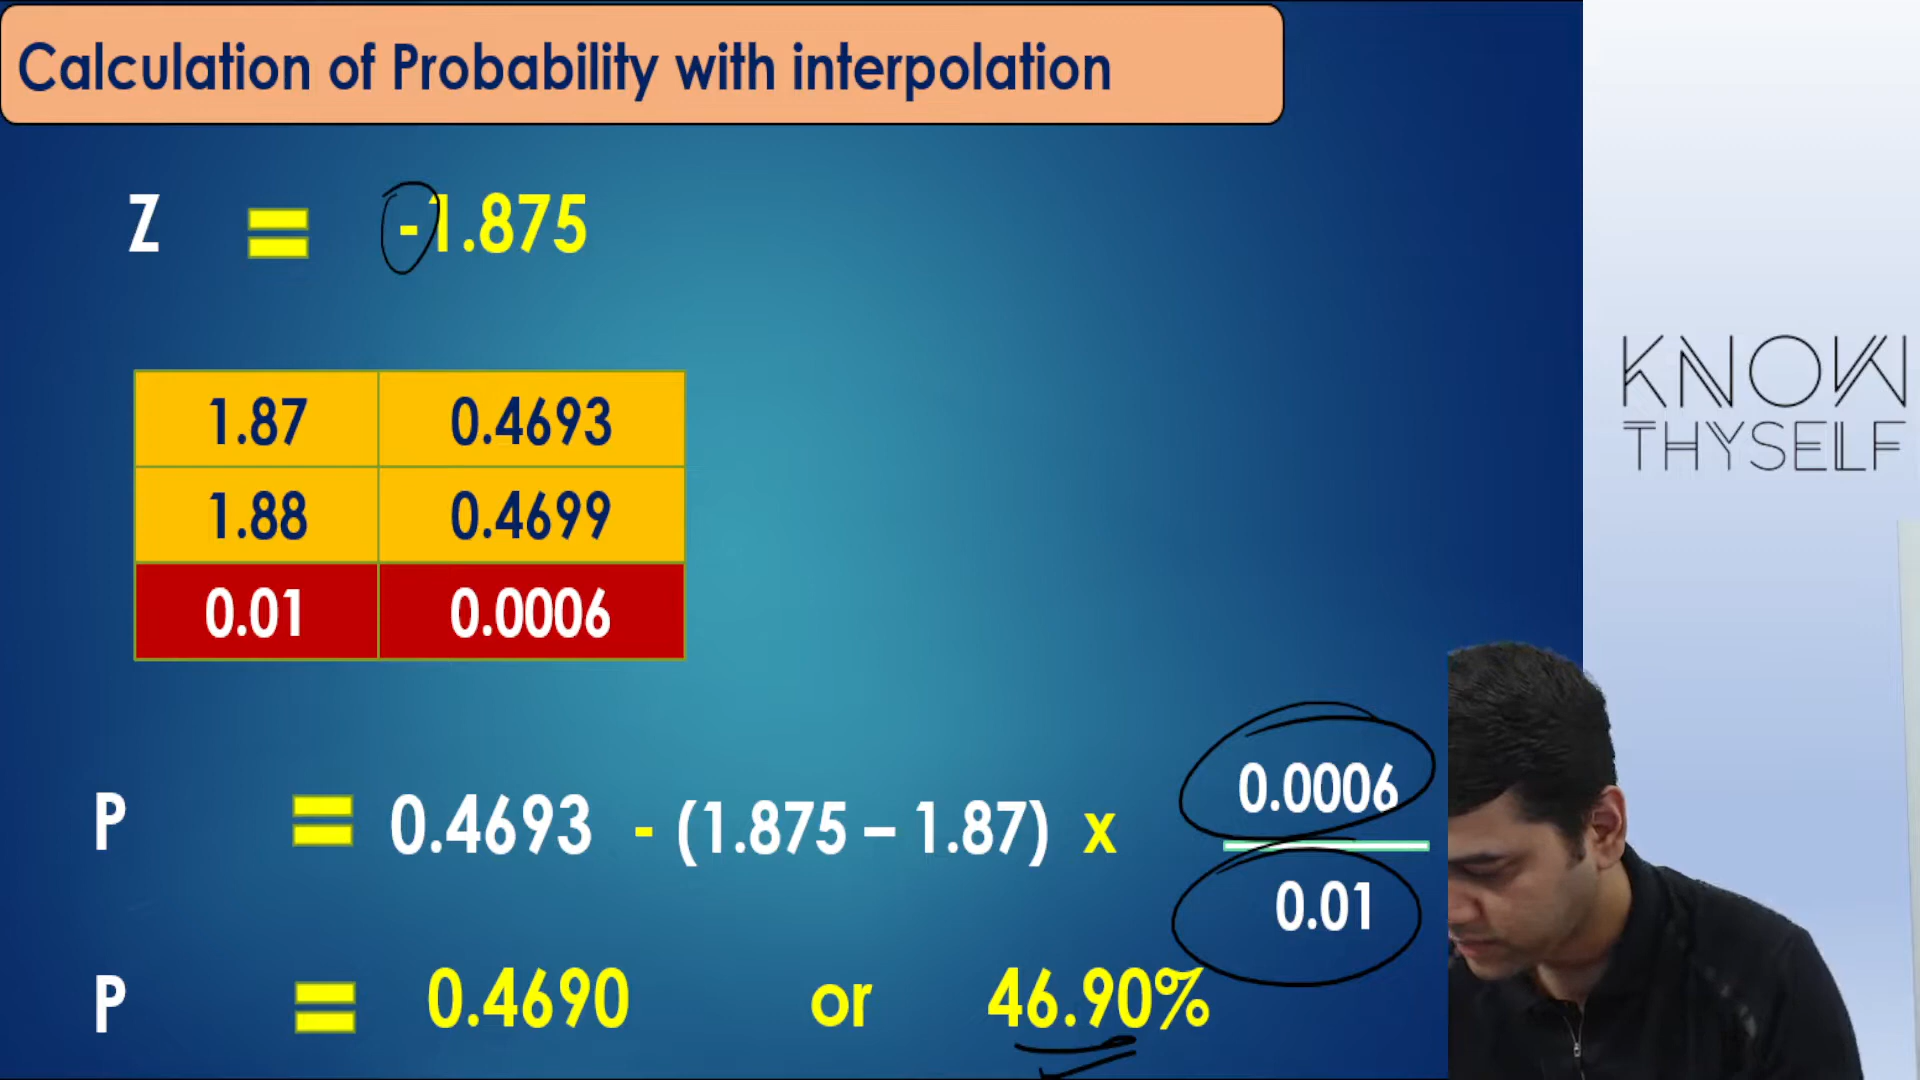 Calculation of Probability with interpolation
Z = -1.875
1.87 0.4693
1.88 0.4699
0.01 0.0006
P = 0.4693 - (1.875 – 1.87) x 0.0006
0.01
P = 0.4690 or 46.90%
KNOW
THYSELF